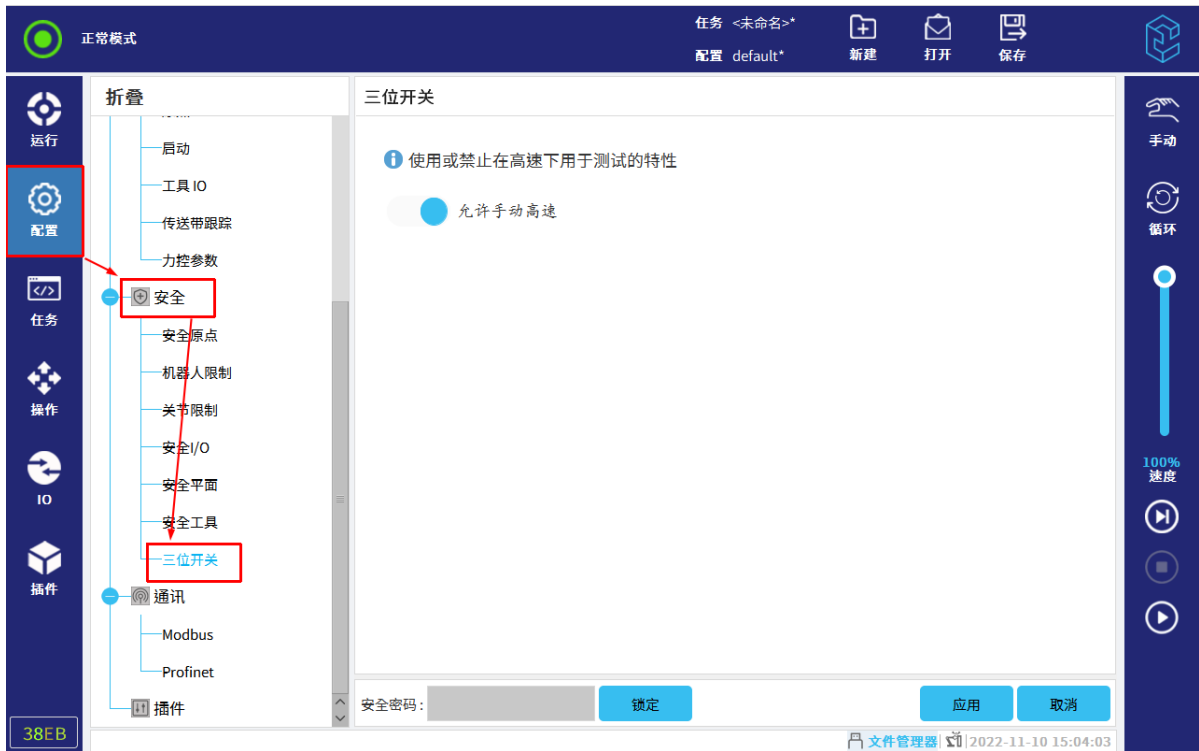 正常模式
任务 <未命名>*
配置 default*
新建
打开
保存
运行
配置
任务
操作
IO
插件
38EB
折叠
启动
工具 IO
传送带跟踪
力控参数
安全
安全原点
机器人限制
关节限制
安全I/O
安全平面
安全工具
三位开关
通讯
Modbus
Profinet
插件
三位开关
使用或禁止在高速下用于测试的特性
允许手动高速
安全密码:
锁定
应用
取消
手动
循环
100%
速度
文件管理器 2022-11-10 15:04:03